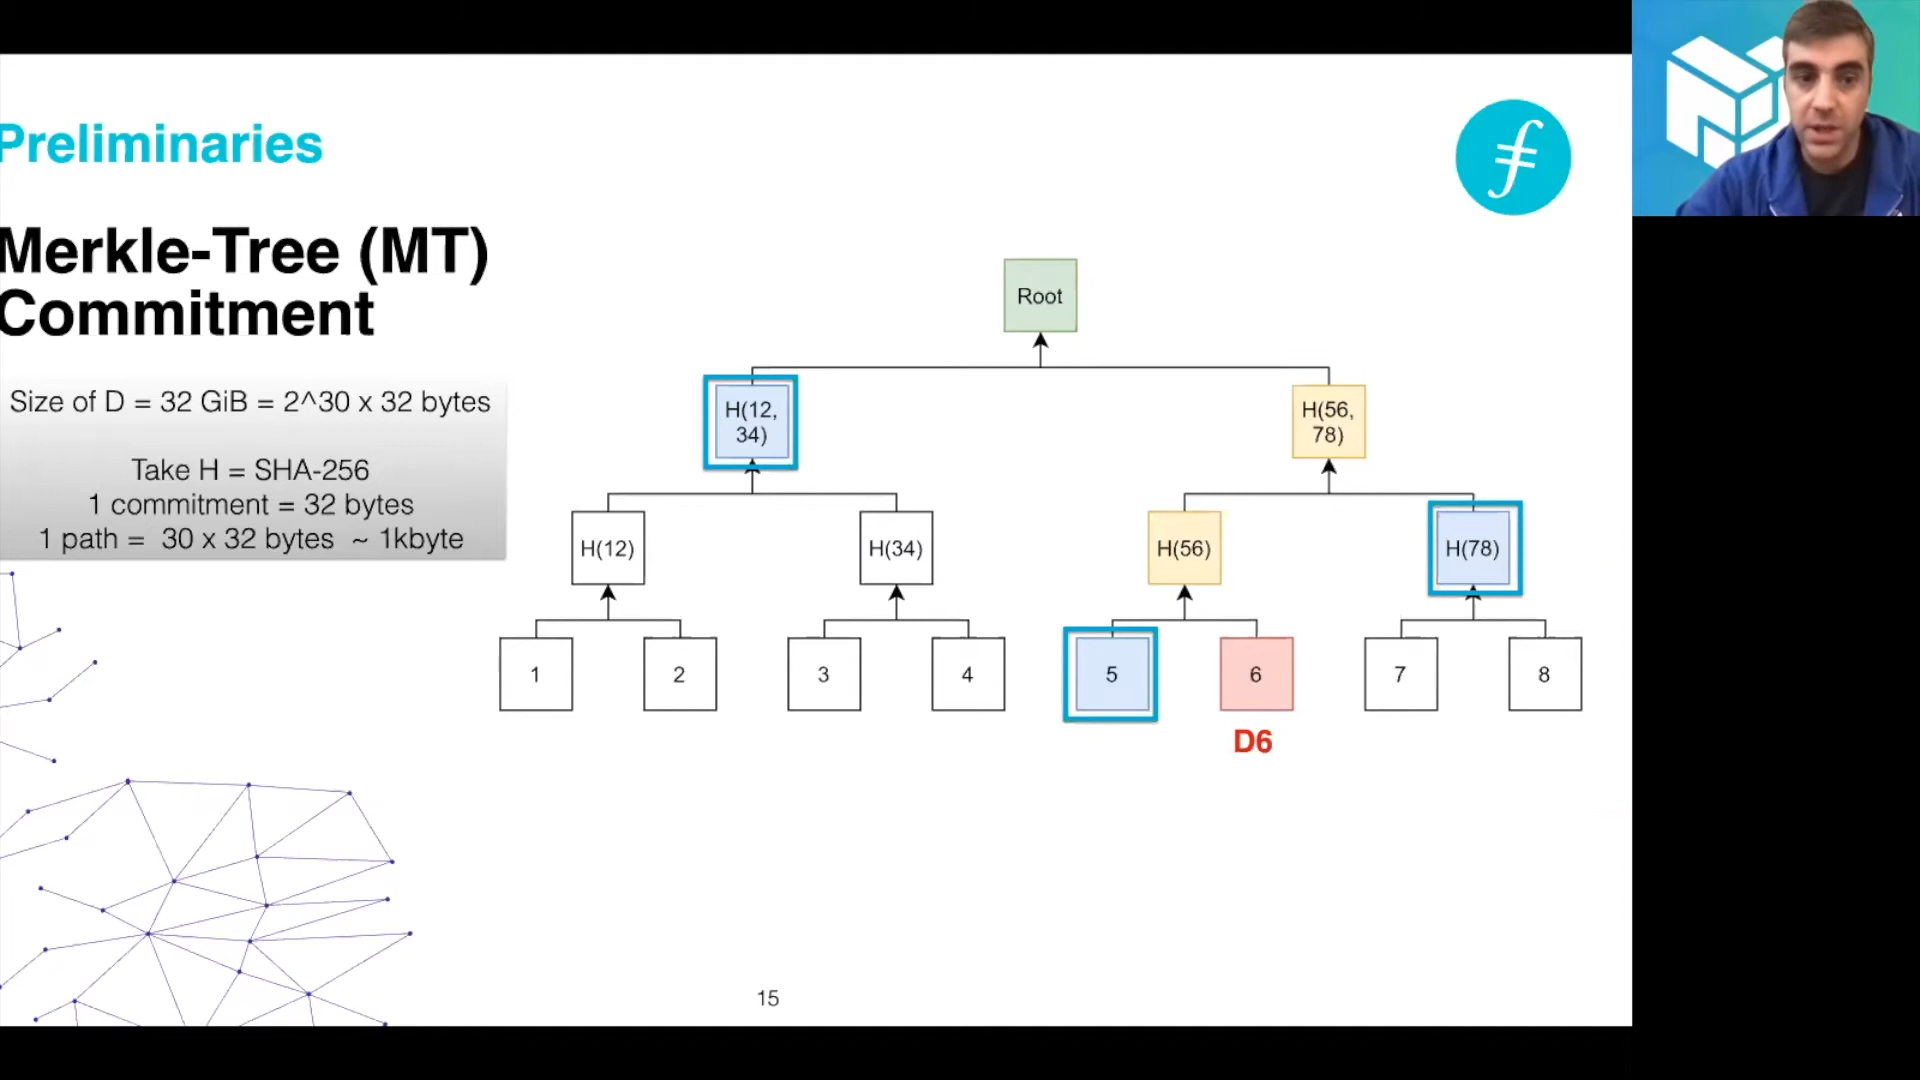 Preliminaries
Merkle-Tree (MT)
Commitment
Size of D = 32 GiB = 2^30 x 32 bytes
Take H = SHA-256
1 commitment = 32 bytes
1 path = 30 x 32 bytes ~ 1kbyte
Root
H(12,
34)
H(56,
78)
H(12)
H(34)
H(56)
H(78)
1
2
3
4
5
6
7
8
D6
15